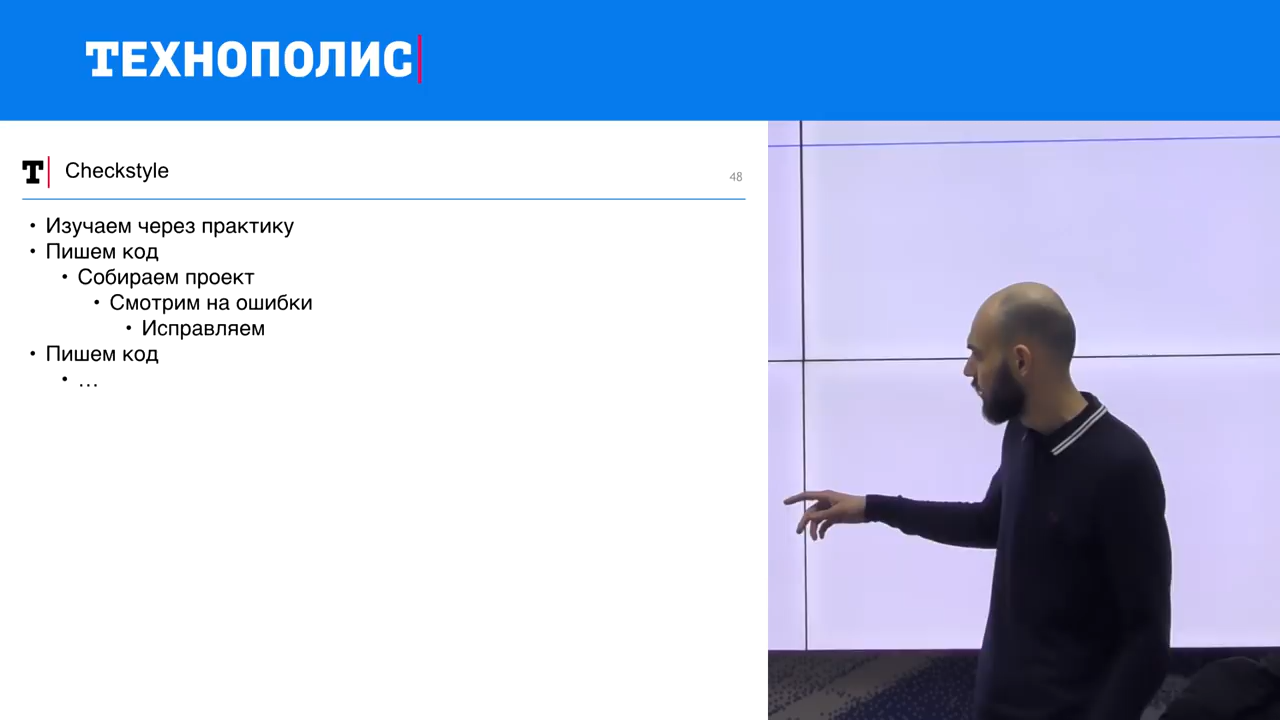 ТЕХНОПОЛИС
T Checkstyle
48
• Изучаем через практику
• Пишем код
• Собираем проект
• Смотрим на ошибки
• Исправляем
• Пишем код
• …